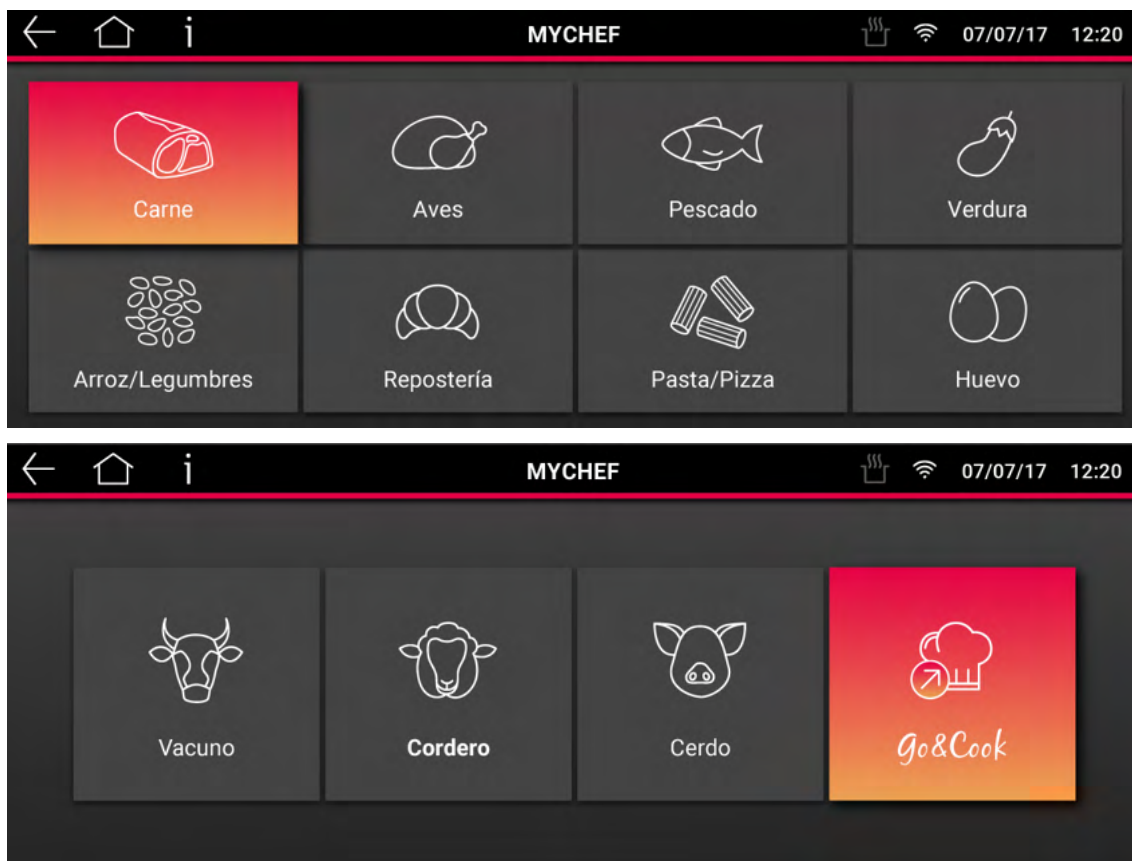 i MYCHEF 07/07/17 12:20
Carne Aves Pescado Verdura
Arroz/Legumbres Repostería Pasta/Pizza Huevo
i MYCHEF 07/07/17 12:20
Vacuno Cordero Cerdo Go&Cook